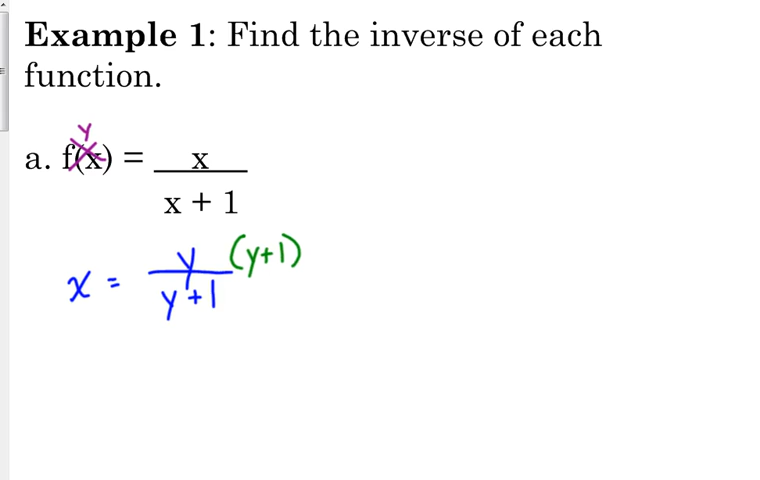 Example 1: Find the inverse of each
function.
y
a. f(x) = x
x + 1
x = y (y+1)
y+1